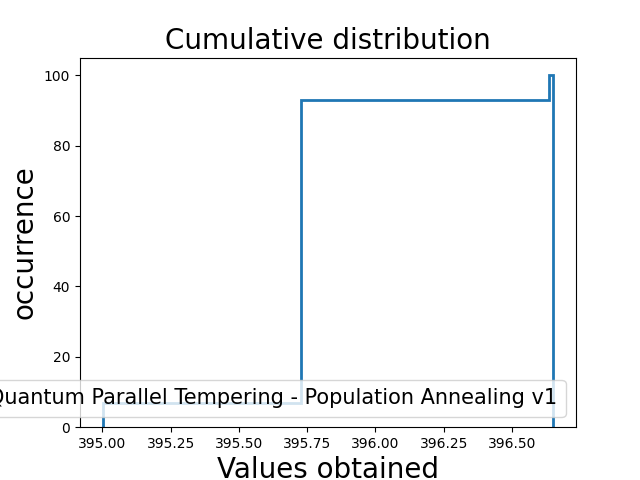 Cumulative distribution
100
80
60
40
20
0
occurrence
Quantum Parallel Tempering - Population Annealing v1
395.00 395.25 395.50 395.75 396.00 396.25 396.50
Values obtained